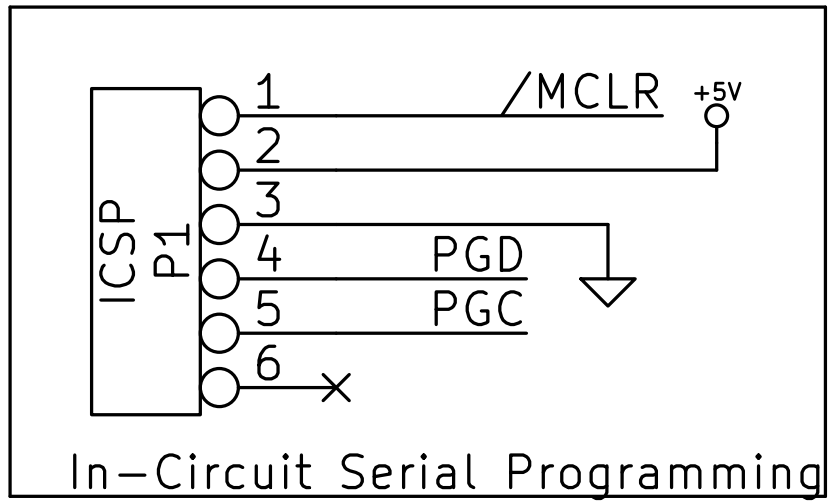 1 /MCLR +5V
2
3
4 PGD
5 PGC
6
ICSP
P1
In-Circuit Serial Programming